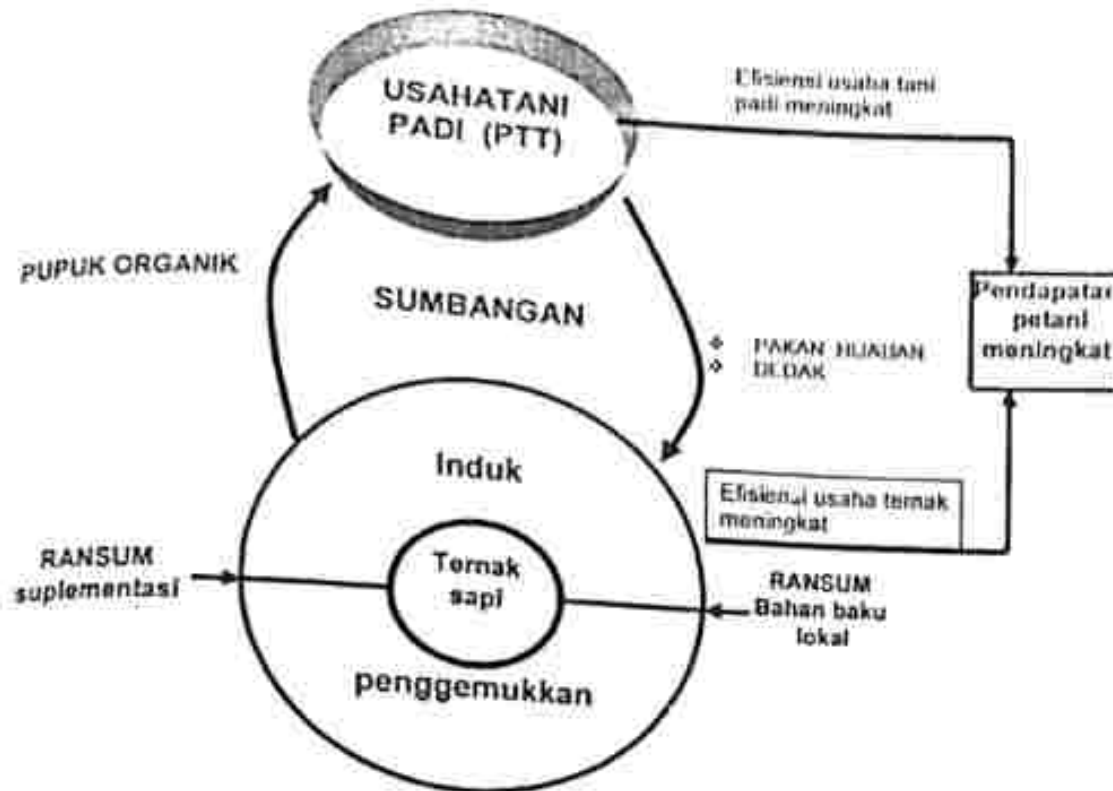 USAHATANI
PADI (PTT)
Efisiensi usaha tani
padi meningkat
PUPUK ORGANIK
SUMBANGAN
Pendapatan
petani
meningkat
❖ PAKAN HIJAUAN
❖ DEDAK
Induk
Efisiensi usaha ternak
meningkat
RANSUM
suplementasi
Ternak
sapi
RANSUM
Bahan baku
lokal
penggemukkan